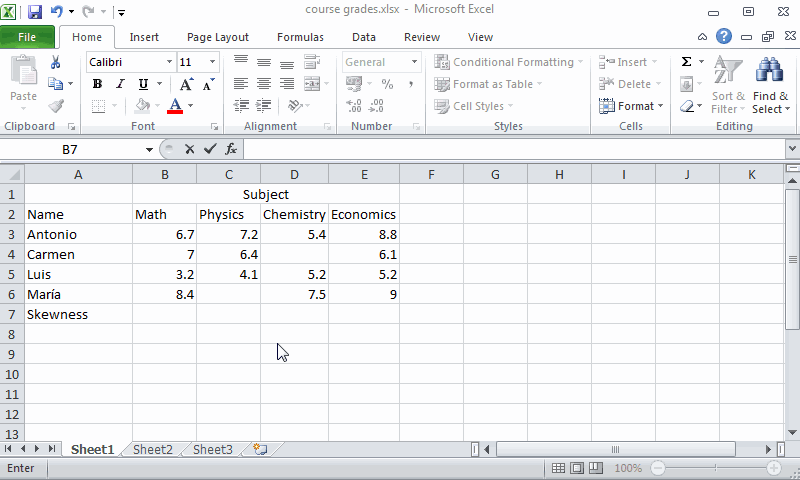 course grades.xlsx - Microsoft Excel
File Home Insert Page Layout Formulas Data Review View
Paste Calibri 11 General Conditional Formatting Insert Σ
B I U % , Format as Table Delete Sort & Filter Find & Select
A Cell Styles Format
Clipboard Font Alignment Number Styles Cells Editing
B7 fx
A B C D E F G H I J K
1 Subject
2 Name Math Physics Chemistry Economics
3 Antonio 6.7 7.2 5.4 8.8
4 Carmen 7 6.4 6.1
5 Luis 3.2 4.1 5.2 5.2
6 María 8.4 7.5 9
7 Skewness
8
9
10
11
12
13
Sheet1 Sheet2 Sheet3
Enter 100%